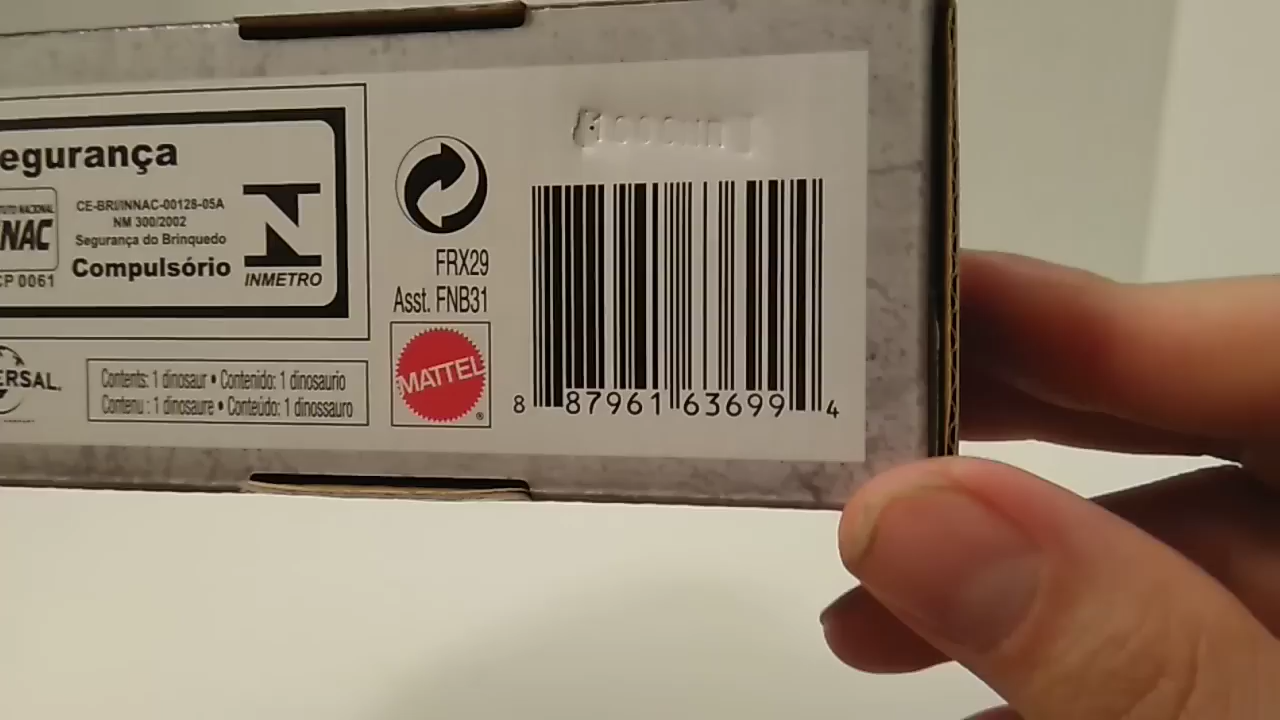 egurança
NAC
CP 0061
CE-BRI/INNAC-00128-05A
NM 300/2002
Segurança do Brinquedo
Compulsório
INMETRO
FRX29
Asst. FNB31
ERSAL.
Contents: 1 dinosaur • Contenido: 1 dinosaurio
Contenu : 1 dinosaure • Conteúdo: 1 dinossauro
MATTEL
®
8 87961 63699 4